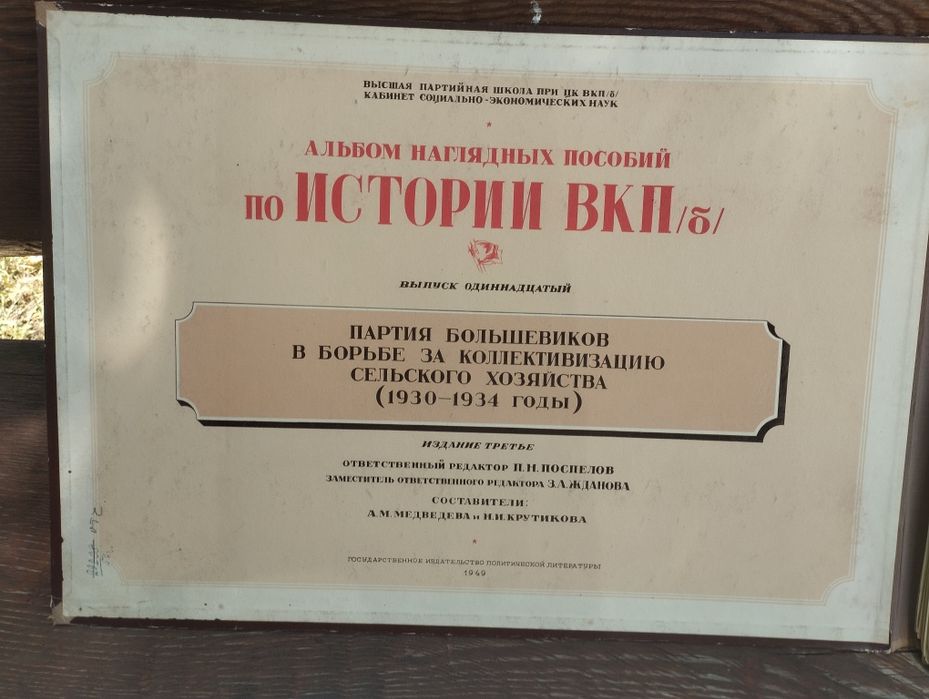 ВЫСШАЯ ПАРТИЙНАЯ ШКОЛА ПРИ ЦК ВКП/б/
КАБИНЕТ СОЦИАЛЬНО-ЭКОНОМИЧЕСКИХ НАУК
АЛЬБОМ НАГЛЯДНЫХ ПОСОБИЙ
ПО ИСТОРИИ ВКП/б/
ВЫПУСК ОДИННАДЦАТЫЙ
ПАРТИЯ БОЛЬШЕВИКОВ
В БОРЬБЕ ЗА КОЛЛЕКТИВИЗАЦИЮ
СЕЛЬСКОГО ХОЗЯЙСТВА
(1930—1934 ГОДЫ)
ИЗДАНИЕ ТРЕТЬЕ
ОТВЕТСТВЕННЫЙ РЕДАКТОР П.Н.ПОСПЕЛОВ
ЗАМЕСТИТЕЛЬ ОТВЕТСТВЕННОГО РЕДАКТОРА З.А.ЖДАНОВА
СОСТАВИТЕЛИ:
А.М.МЕДВЕДЕВА и Н.И.КРУТИКОВА
ГОСУДАРСТВЕННОЕ ИЗДАТЕЛЬСТВО ПОЛИТИЧЕСКОЙ ЛИТЕРАТУРЫ
1949